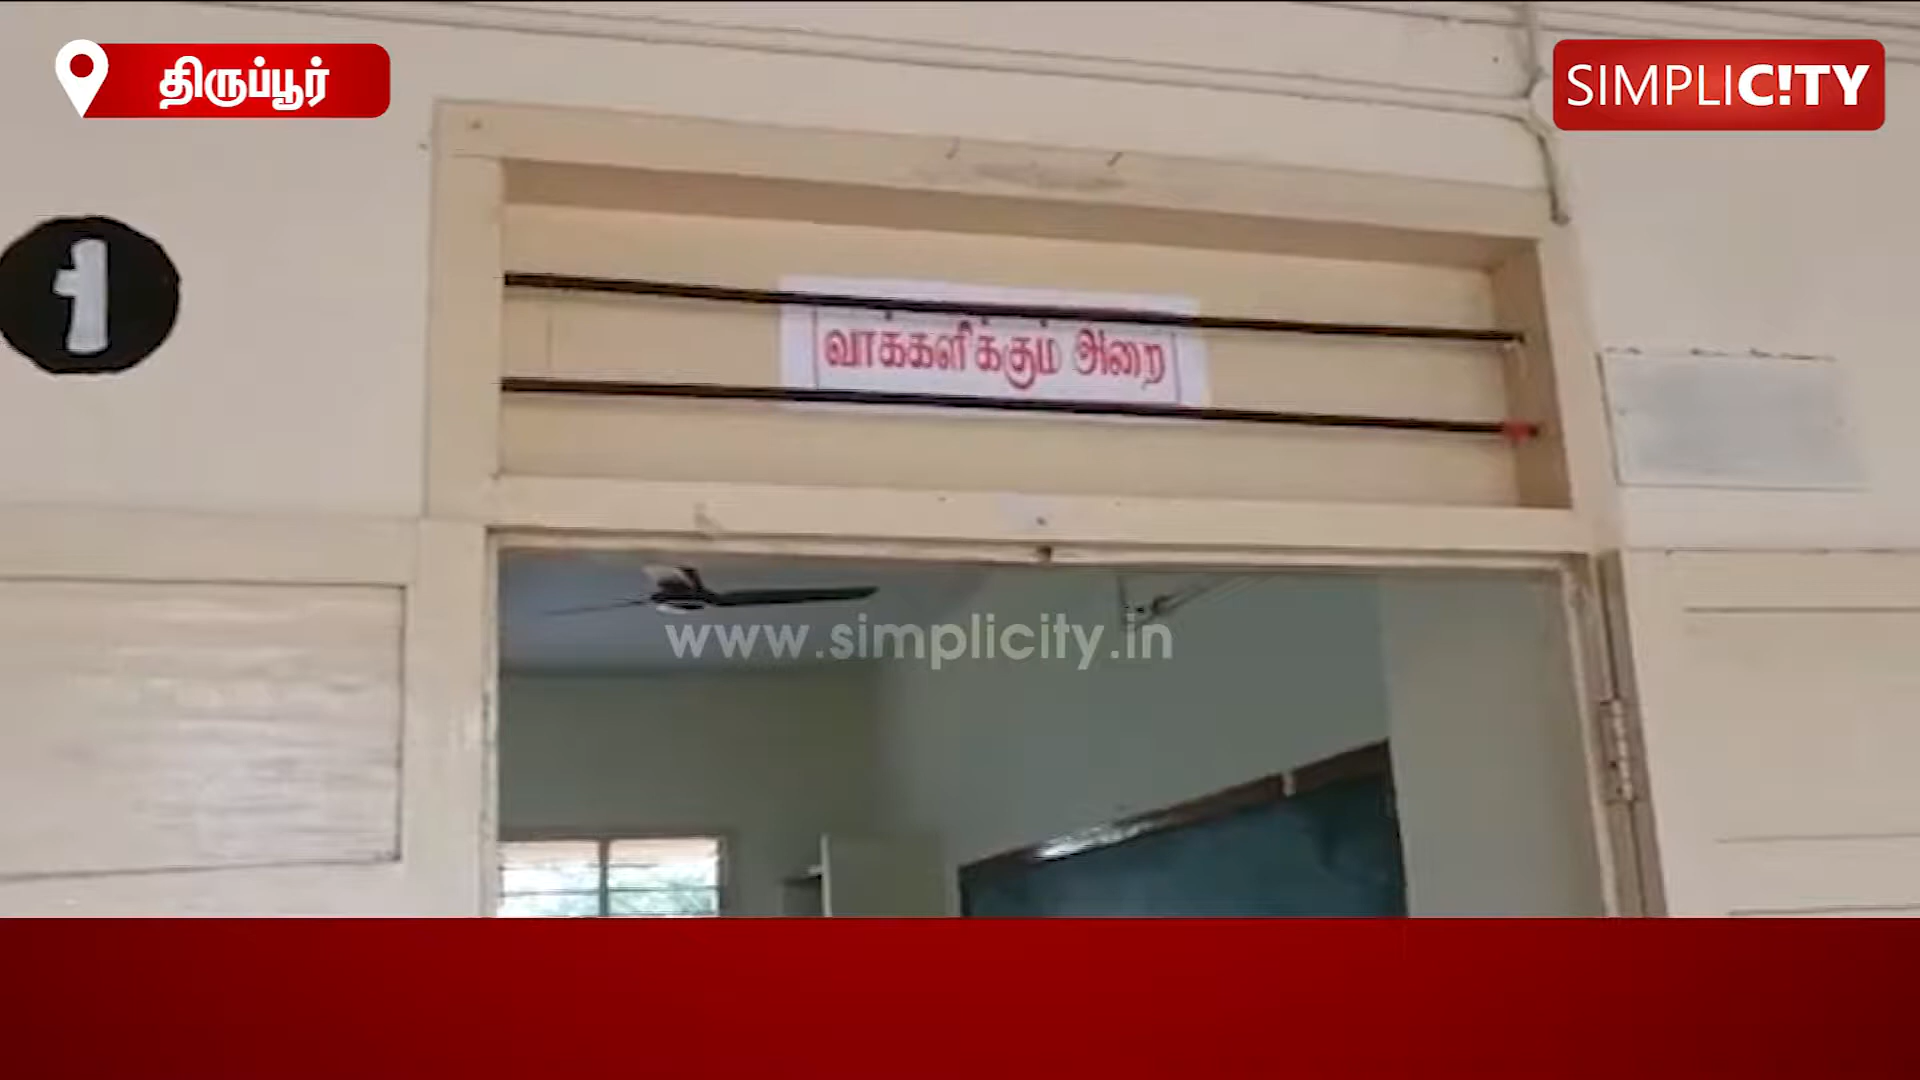 திருப்பூர்
SIMPLIC!TY
1
வாக்களிக்கும் அறை
www.simplicity.in